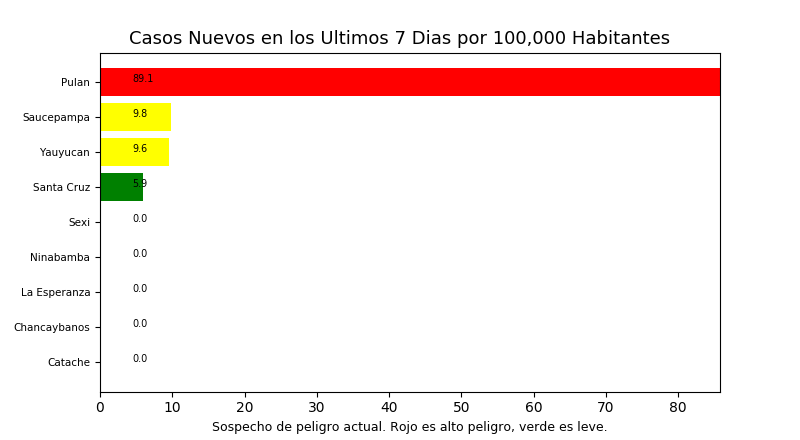 Casos Nuevos en los Ultimos 7 Dias por 100,000 Habitantes
Pulan 89.1
Saucepampa 9.8
Yauyucan 9.6
Santa Cruz 5.9
Sexi 0.0
Ninabamba 0.0
La Esperanza 0.0
Chancaybanos 0.0
Catache 0.0
0 10 20 30 40 50 60 70 80
Sospecho de peligro actual. Rojo es alto peligro, verde es leve.